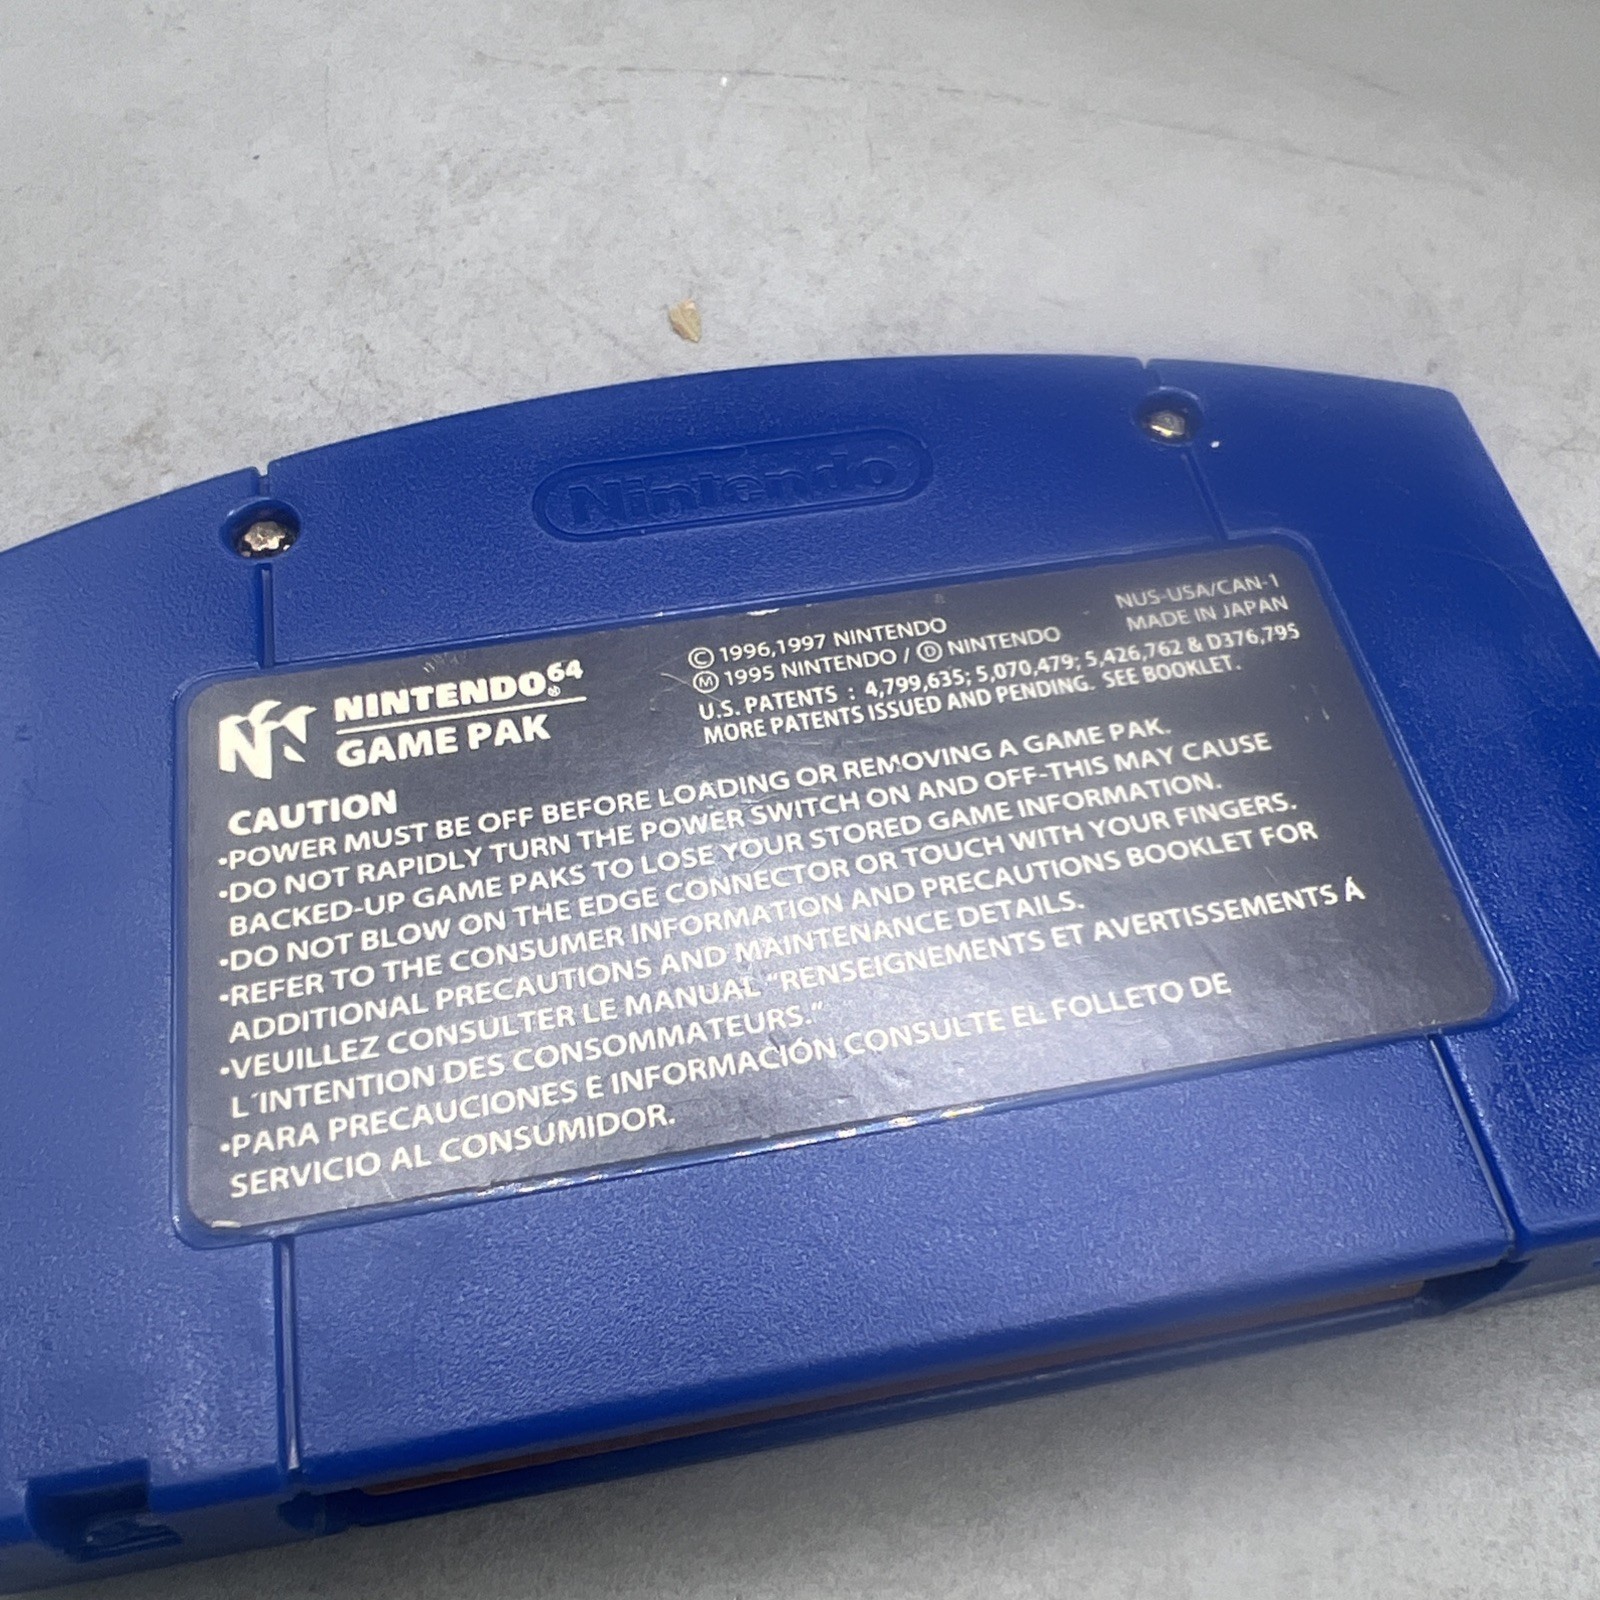 Nintendo
NINTENDO64®
GAME PAK
©1996,1997 NINTENDO
Ⓜ1995 NINTENDO / Ⓓ NINTENDO
NUS-USA/CAN-1
MADE IN JAPAN
U.S. PATENTS : 4,799,635; 5,070,479; 5,426,762 & D376,795
MORE PATENTS ISSUED AND PENDING. SEE BOOKLET.
CAUTION
•POWER MUST BE OFF BEFORE LOADING OR REMOVING A GAME PAK.
•DO NOT RAPIDLY TURN THE POWER SWITCH ON AND OFF-THIS MAY CAUSE
BACKED-UP GAME PAKS TO LOSE YOUR STORED GAME INFORMATION.
•DO NOT BLOW ON THE EDGE CONNECTOR OR TOUCH WITH YOUR FINGERS.
•REFER TO THE CONSUMER INFORMATION AND PRECAUTIONS BOOKLET FOR
ADDITIONAL PRECAUTIONS AND MAINTENANCE DETAILS.
•VEUILLEZ CONSULTER LE MANUAL "RENSEIGNEMENTS ET AVERTISSEMENTS Á
L´INTENTION DES CONSOMMATEURS."
•PARA PRECAUCIONES E INFORMACIÓN CONSULTE EL FOLLETO DE
SERVICIO AL CONSUMIDOR.